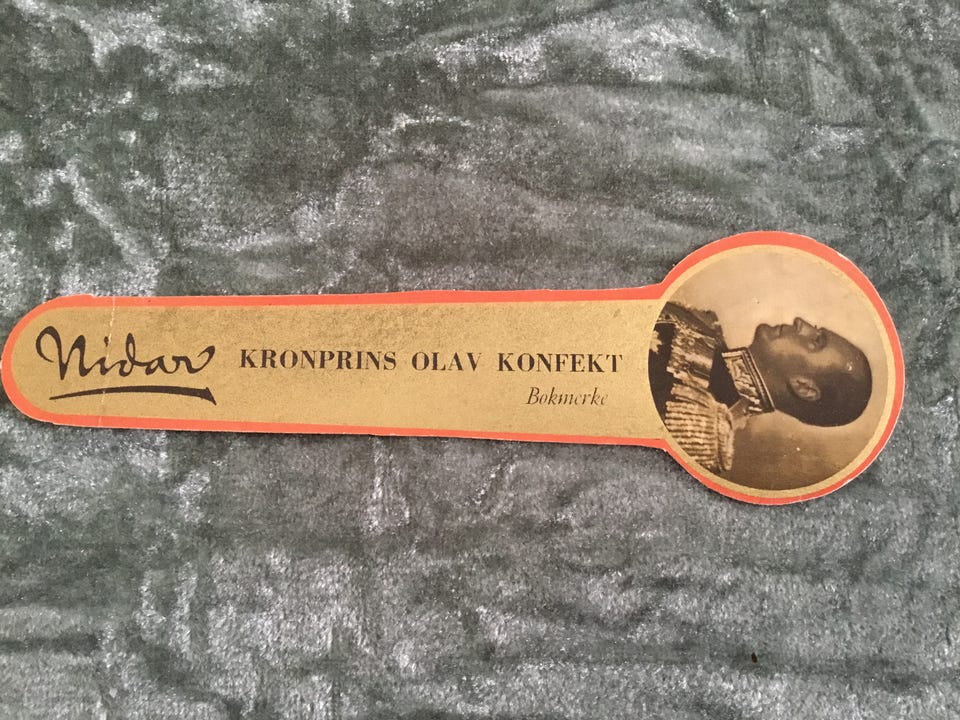 Nidar
KRONPRINS OLAV KONFEKT
Bokmerke